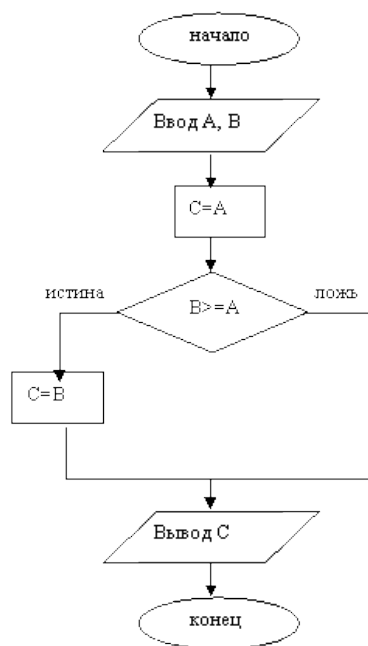 начало
Ввод А, В
С=А
истина
В>=А
ложь
С=В
Вывод С
конец